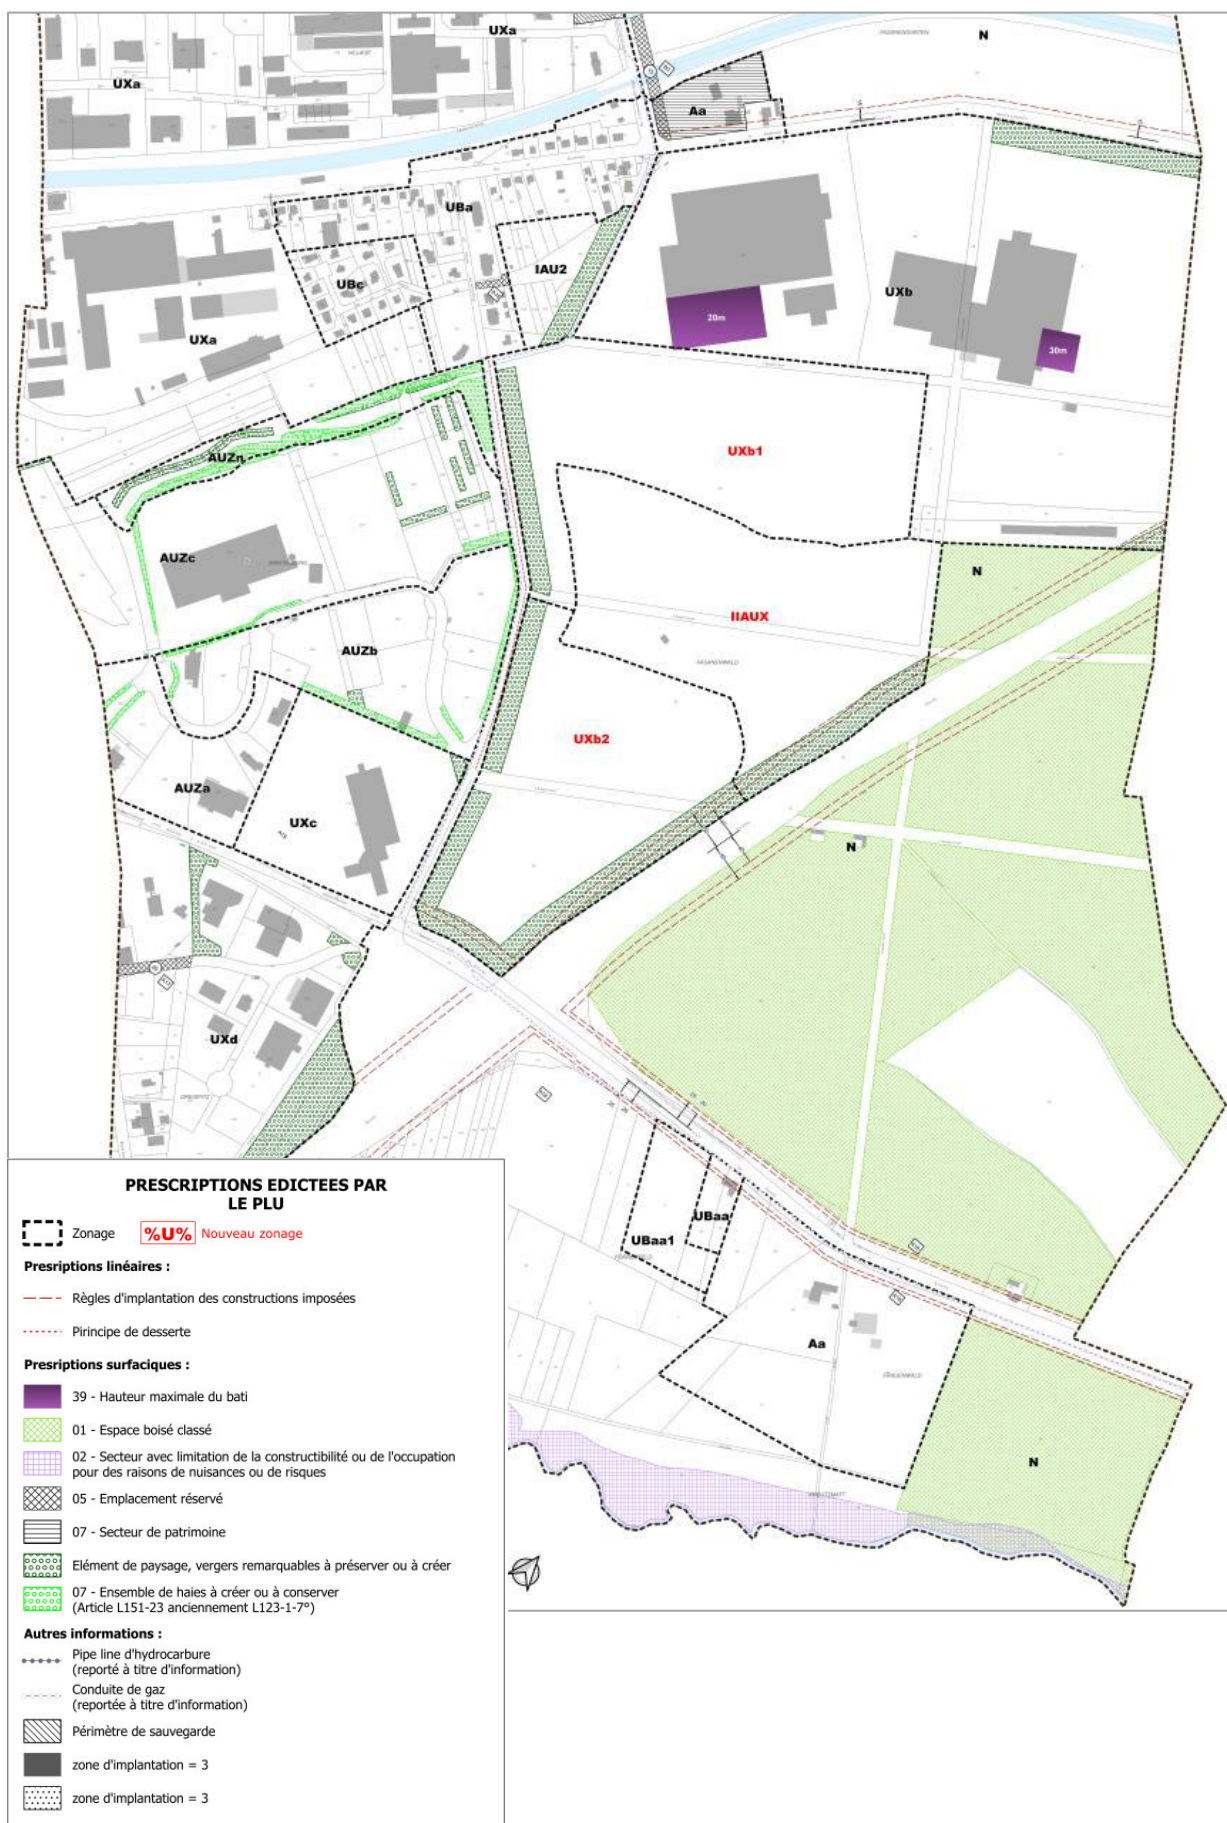 UXa
N
UXa
Aa
UBa
IAU2
UBc
UXb
20m
UXa
30m
UXb1
AUZn
AUZc
N
IIAUX
AUZb
FASANENWALD
UXb2
AUZa
UXc
N
UXd
UBaa
UBaa1
Aa
N
PRESCRIPTIONS EDICTEES PAR
LE PLU
Zonage %U% Nouveau zonage
Presriptions linéaires :
Règles d'implantation des constructions imposées
Pirincipe de desserte
Presriptions surfaciques :
39 - Hauteur maximale du bati
01 - Espace boisé classé
02 - Secteur avec limitation de la constructibilité ou de l'occupation
pour des raisons de nuisances ou de risques
05 - Emplacement réservé
07 - Secteur de patrimoine
Elément de paysage, vergers remarquables à préserver ou à créer
07 - Ensemble de haies à créer ou à conserver
(Article L151-23 anciennement L123-1-7°)
Autres informations :
Pipe line d'hydrocarbure
(reporté à titre d'information)
Conduite de gaz
(reportée à titre d'information)
Périmètre de sauvegarde
zone d'implantation = 3
zone d'implantation = 3